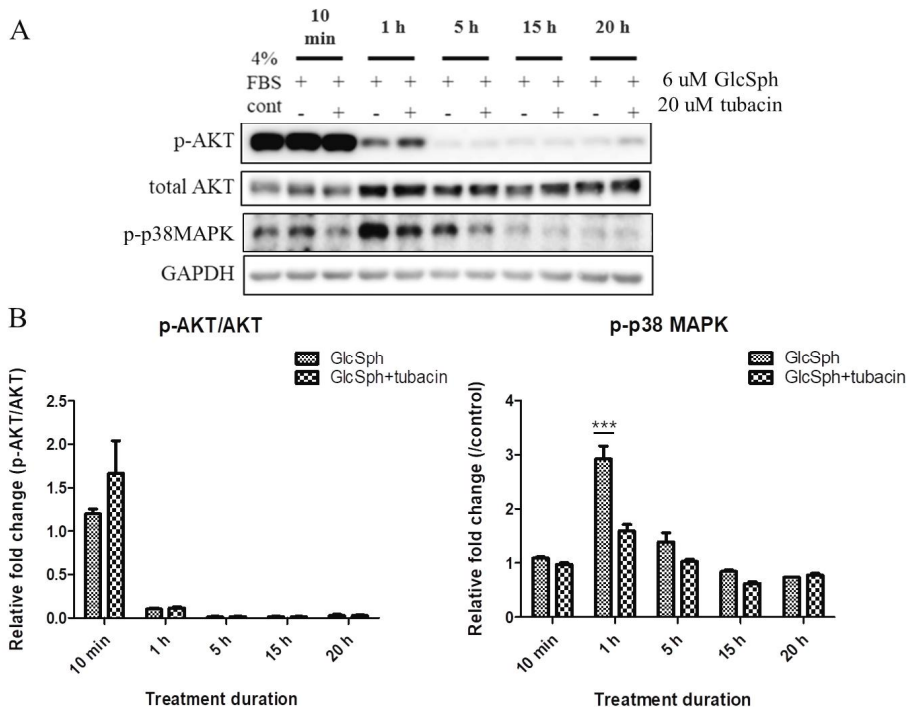 A
10 min 1 h 5 h 15 h 20 h
4% FBS cont
+ + + + + + + + + + 6 uM GlcSph
- + - + - + - + - + 20 uM tubacin
p-AKT
total AKT
p-p38MAPK
GAPDH
B
p-AKT/AKT
GlcSph
GlcSph+tubacin
Relative fold change (p-AKT/AKT)
2.5
2.0
1.5
1.0
0.5
0.0
10 min 1 h 5 h 15 h 20 h
Treatment duration
p-p38 MAPK
GlcSph
GlcSph+tubacin
Relative fold change (/control)
4
3
2
1
0
***
10 min 1 h 5 h 15 h 20 h
Treatment duration